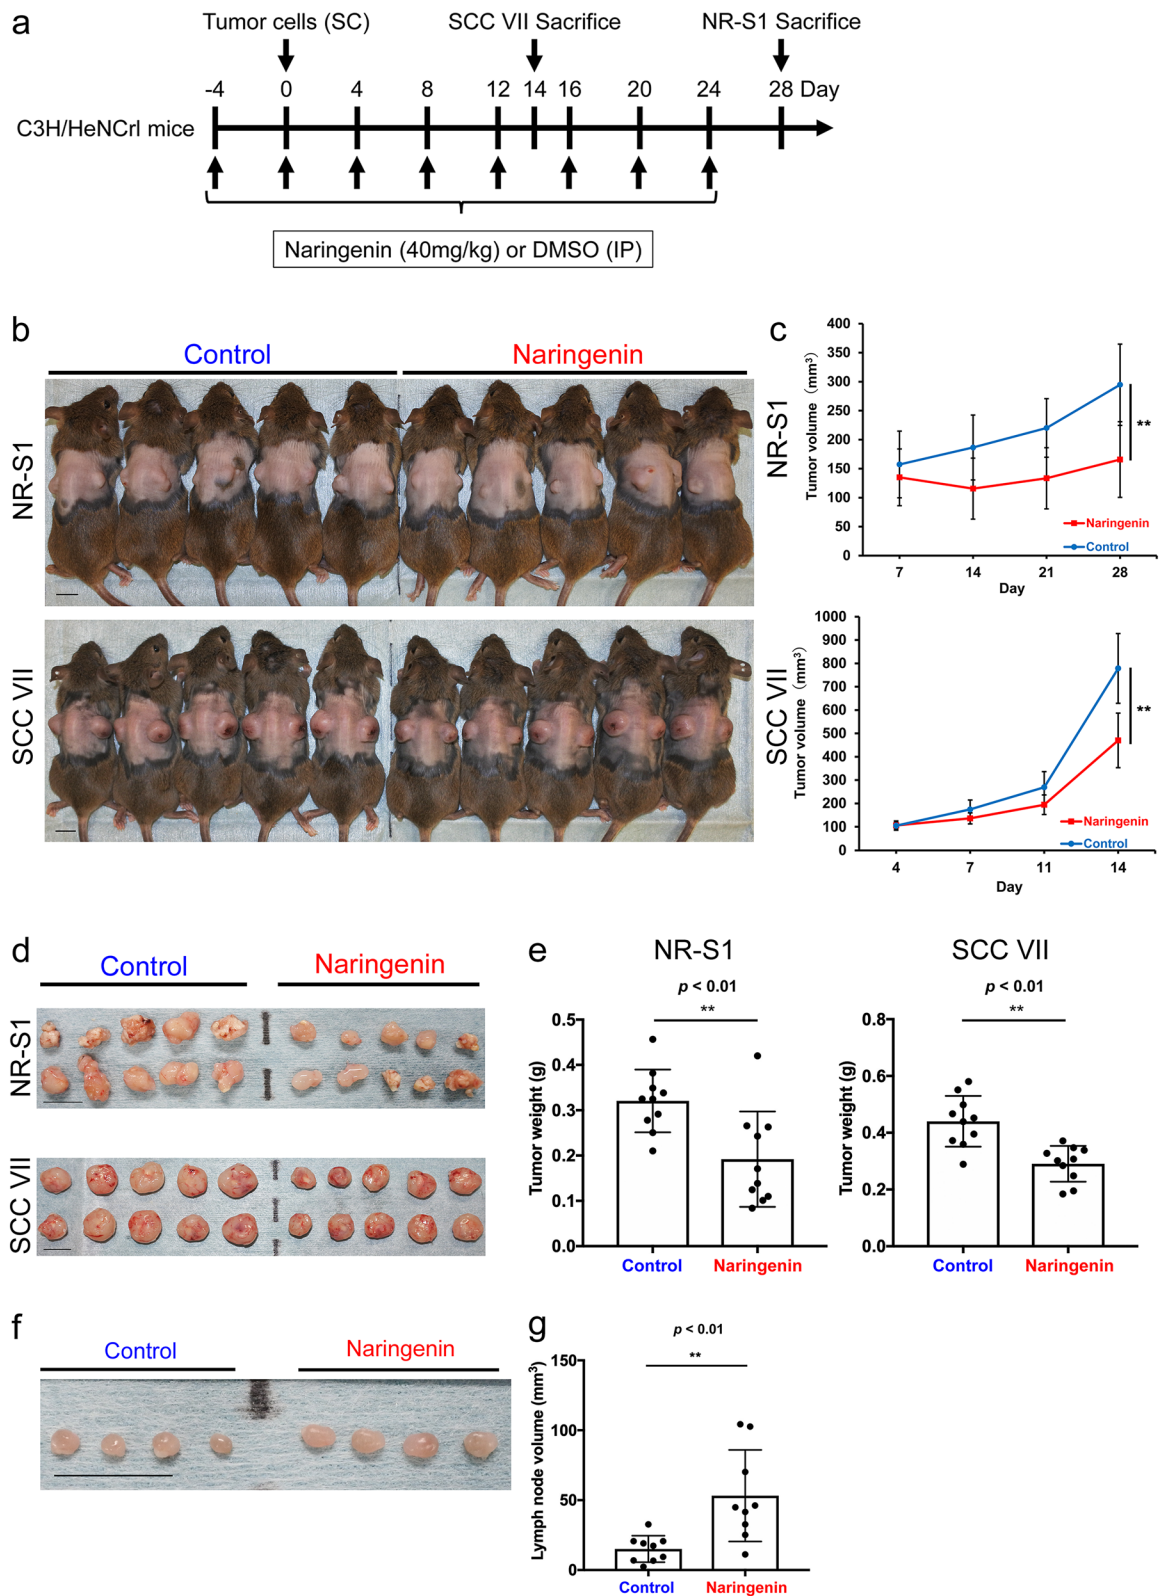 a
Tumor cells (SC)
SCC VII Sacrifice
NR-S1 Sacrifice
-4 0 4 8 12 14 16 20 24 28 Day
C3H/HeNCrl mice
Naringenin (40mg/kg) or DMSO (IP)
b
Control
Naringenin
NR-S1
SCC VII
c
NR-S1
Tumor volume (mm³)
400
350
300
250
200
150
100
50
0
**
Naringenin
Control
7 14 21 28
Day
SCC VII
Tumor volume (mm³)
1000
900
800
700
600
500
400
300
200
100
0
**
Naringenin
Control
4 7 11 14
Day
d
Control
Naringenin
NR-S1
SCC VII
e
NR-S1
p < 0.01
**
Tumor weight (g)
0.5
0.4
0.3
0.2
0.1
0.0
Control Naringenin
SCC VII
p < 0.01
**
Tumor weight (g)
0.8
0.6
0.4
0.2
0.0
Control Naringenin
f
Control
Naringenin
g
p < 0.01
**
Lymph node volume (mm³)
150
100
50
0
Control Naringenin